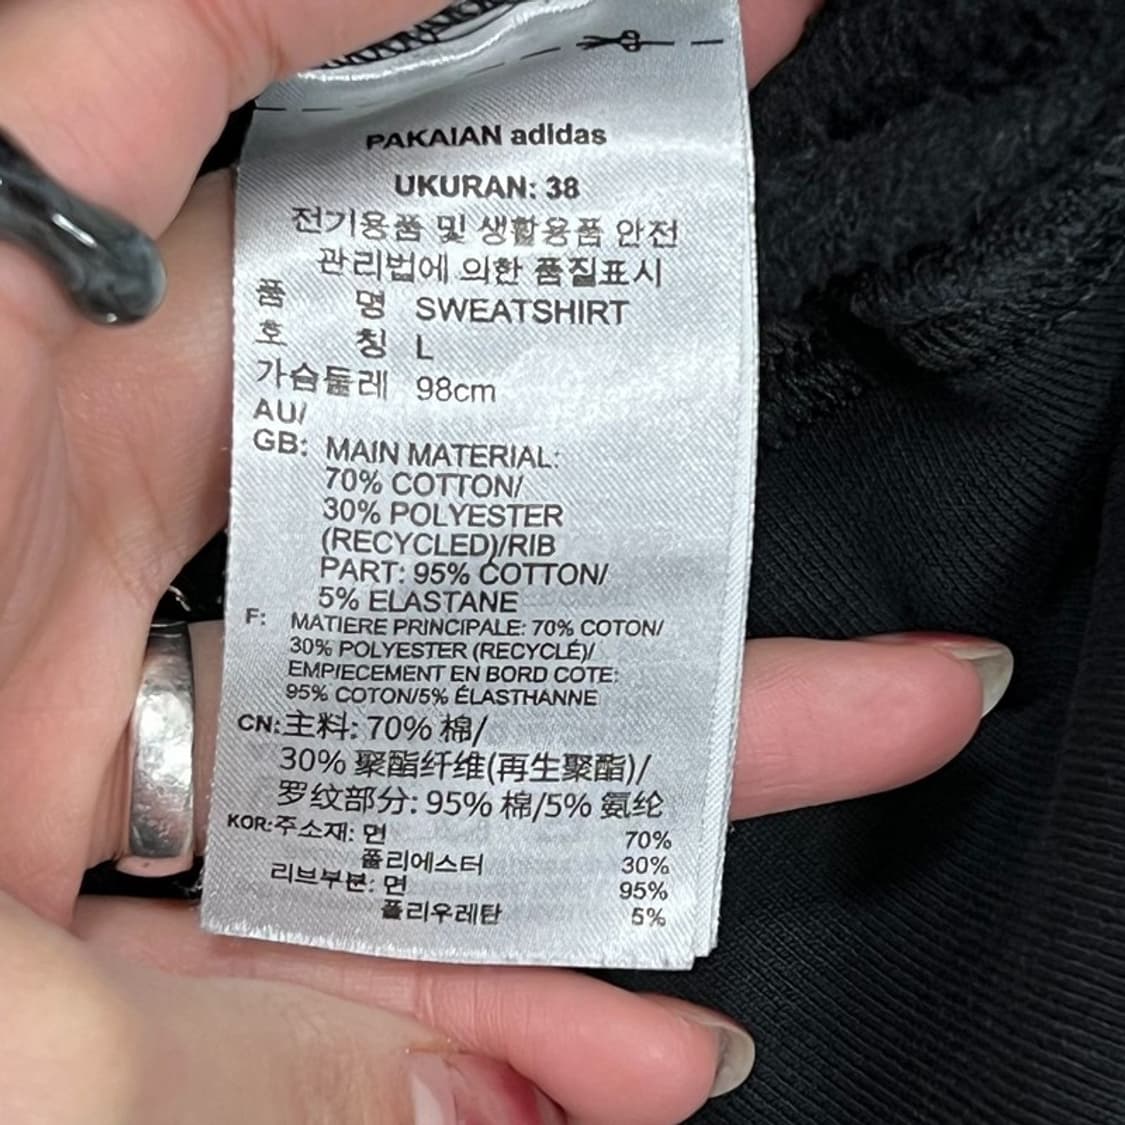 PAKAIAN adidas
UKURAN: 38
전기용품 및 생활용품 안전
관리법에 의한 품질표시
품 명 SWEATSHIRT
호 칭 L
가슴둘레 98cm
AU/
GB: MAIN MATERIAL:
70% COTTON/
30% POLYESTER
(RECYCLED)/RIB
PART: 95% COTTON/
5% ELASTANE
F: MATIERE PRINCIPALE: 70% COTON/
30% POLYESTER (RECYCLÉ)/
EMPIECEMENT EN BORD COTE:
95% COTON/5% ÉLASTHANNE
CN: 主料: 70% 棉/
30% 聚酯纤维(再生聚酯)/
罗纹部分: 95% 棉/5% 氨纶
KOR: 주소재: 면 70%
폴리에스터 30%
리브부분: 면 95%
폴리우레탄 5%